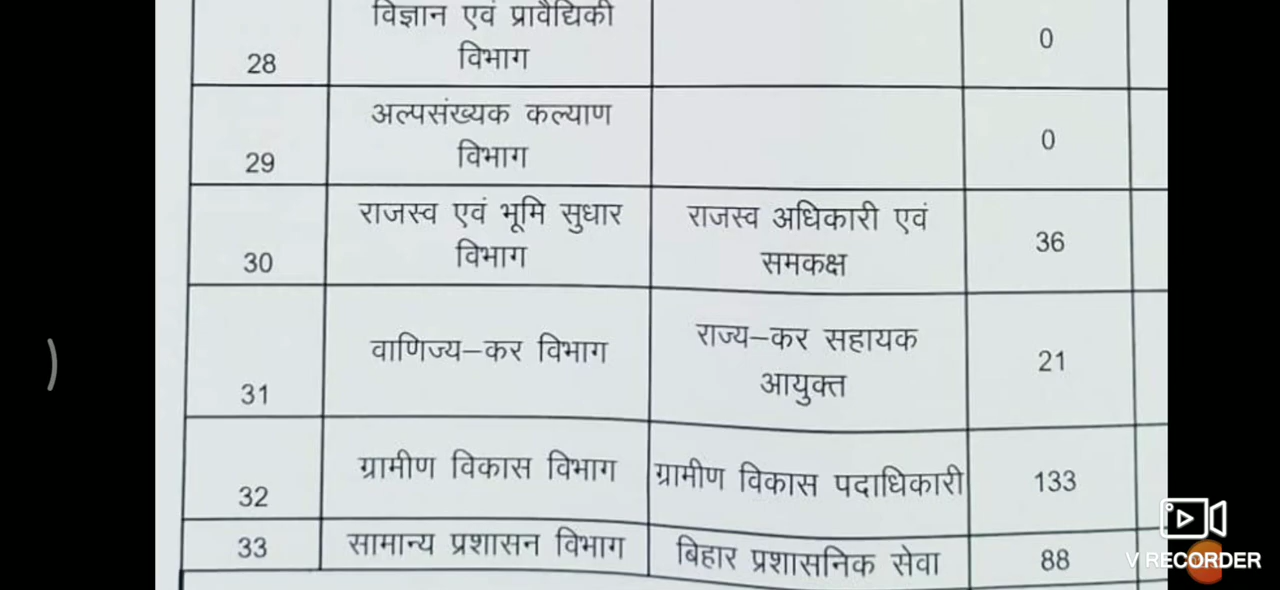 विज्ञान एवं प्रावैद्यिकी
विभाग
28
0
अल्पसंख्यक कल्याण
विभाग
29
0
राजस्व एवं भूमि सुधार
विभाग
30
राजस्व अधिकारी एवं
समकक्ष
36
वाणिज्य–कर विभाग
31
राज्य–कर सहायक
आयुक्त
21
ग्रामीण विकास विभाग
32
ग्रामीण विकास पदाधिकारी
133
33
सामान्य प्रशासन विभाग
बिहार प्रशासनिक सेवा
88
V RECORDER